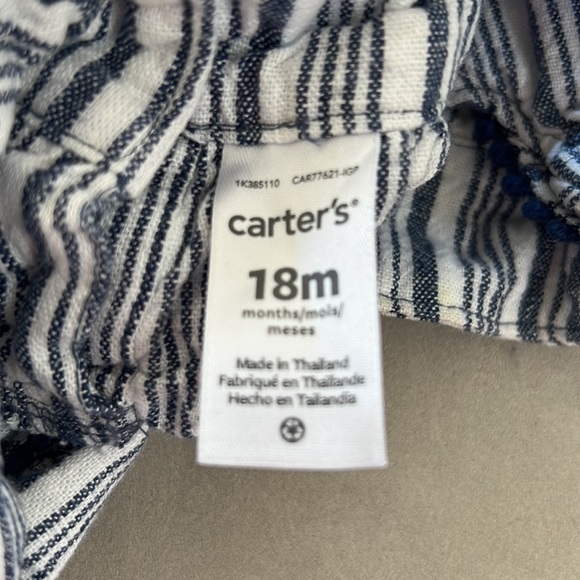 1K385110 CAR77621-IGP
carter's®
18m
months/mois/
meses
Made in Thailand
Fabriqué en Thaïlande
Hecho en Tailandia